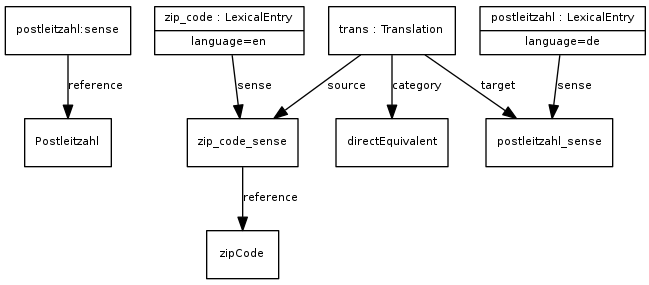 postleitzahl:sense
zip_code : LexicalEntry
language=en
trans : Translation
postleitzahl : LexicalEntry
language=de
reference
sense
source
category
target
sense
Postleitzahl
zip_code_sense
directEquivalent
postleitzahl_sense
reference
zipCode